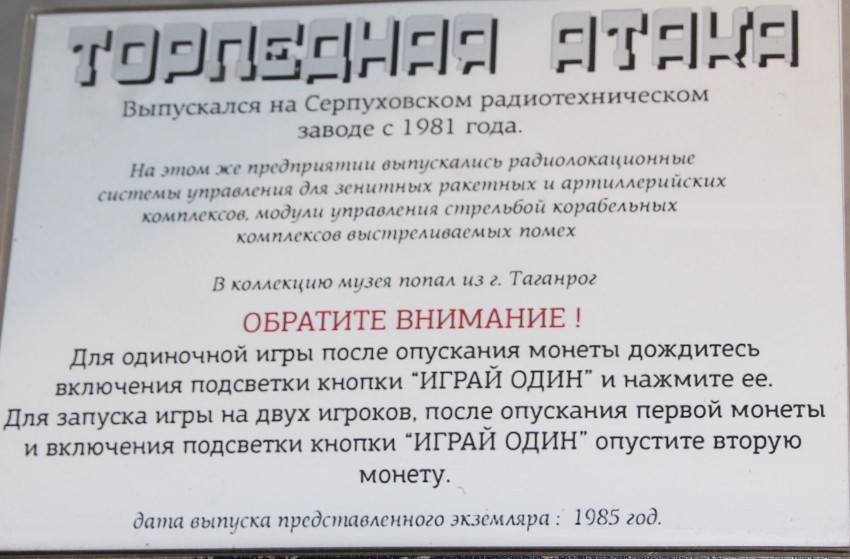 ТОРПЕДНАЯ АТАКА
Выпускался на Серпуховском радиотехническом
заводе с 1981 года.
На этом же предприятии выпускались радиолокационные
системы управления для зенитных ракетных и артиллерийских
комплексов, модули управления стрельбой корабельных
комплексов выстреливаемых помех
В коллекцию музея попал из г. Таганрог
ОБРАТИТЕ ВНИМАНИЕ !
Для одиночной игры после опускания монеты дождитесь
включения подсветки кнопки “ИГРАЙ ОДИН” и нажмите ее.
Для запуска игры на двух игроков, после опускания первой монеты
и включения подсветки кнопки “ИГРАЙ ОДИН” опустите вторую
монету.
дата выпуска представленного экземляра : 1985 год.